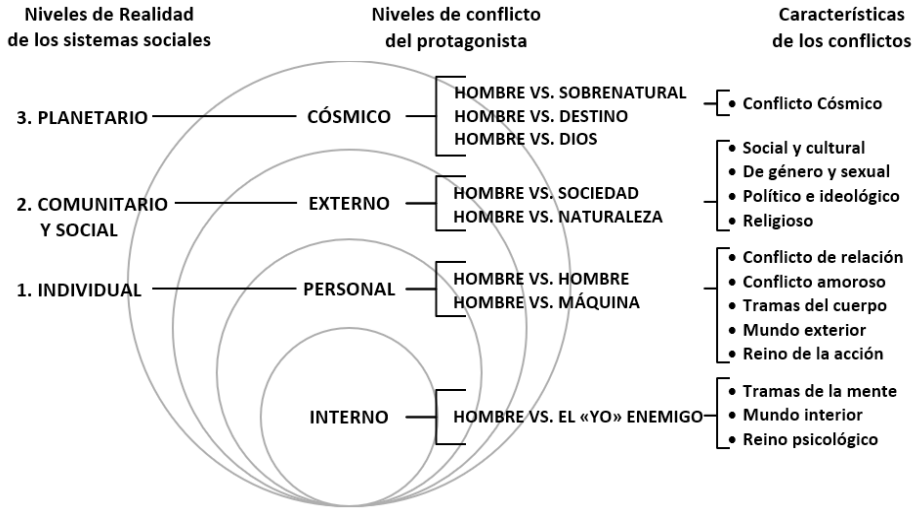 Niveles de Realidad
de los sistemas sociales
Niveles de conflicto
del protagonista
Características
de los conflictos
3. PLANETARIO
CÓSMICO
HOMBRE VS. SOBRENATURAL
HOMBRE VS. DESTINO
HOMBRE VS. DIOS
• Conflicto Cósmico
2. COMUNITARIO
Y SOCIAL
EXTERNO
HOMBRE VS. SOCIEDAD
HOMBRE VS. NATURALEZA
• Social y cultural
• De género y sexual
• Político e ideológico
• Religioso
1. INDIVIDUAL
PERSONAL
HOMBRE VS. HOMBRE
HOMBRE VS. MÁQUINA
• Conflicto de relación
• Conflicto amoroso
• Tramas del cuerpo
• Mundo exterior
• Reino de la acción
INTERNO
HOMBRE VS. EL «YO» ENEMIGO
• Tramas de la mente
• Mundo interior
• Reino psicológico